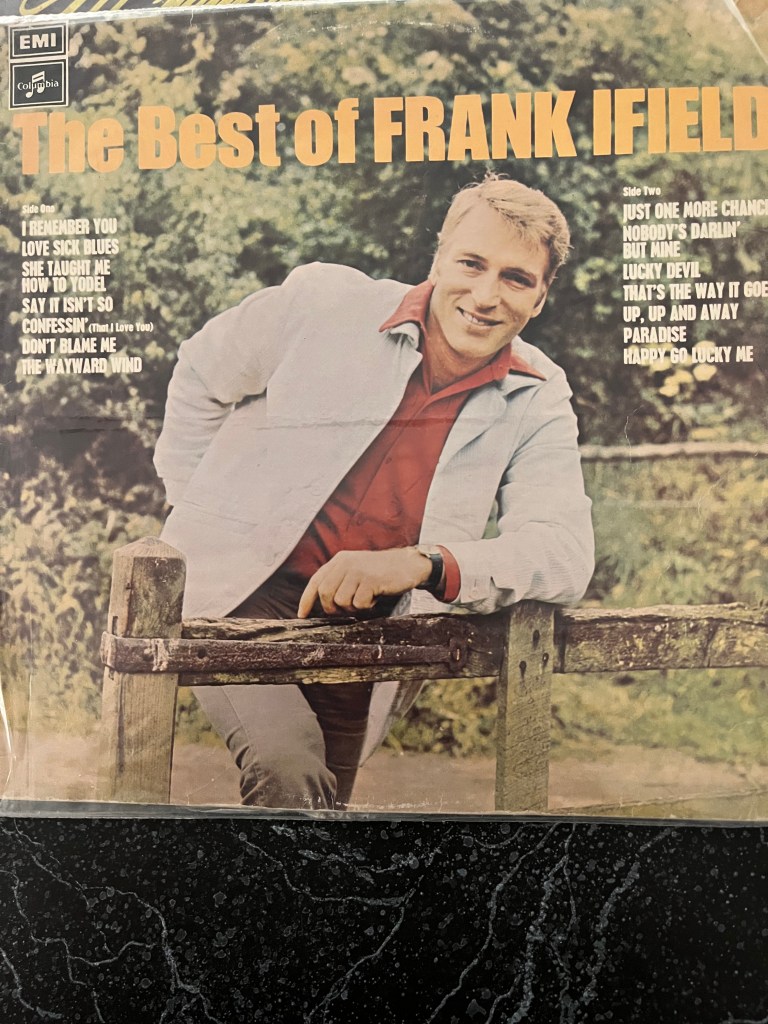 EMI
Columbia
The Best of FRANK IFIELD
Side One
I REMEMBER YOU
LOVE SICK BLUES
SHE TAUGHT ME
HOW TO YODEL
SAY IT ISN'T SO
CONFESSIN' (That I Love You)
DON'T BLAME ME
THE WAYWARD WIND
Side Two
JUST ONE MORE CHANC
NOBODY'S DARLIN'
BUT MINE
LUCKY DEVIL
THAT'S THE WAY IT GOE
UP, UP AND AWAY
PARADISE
HAPPY GO LUCKY ME